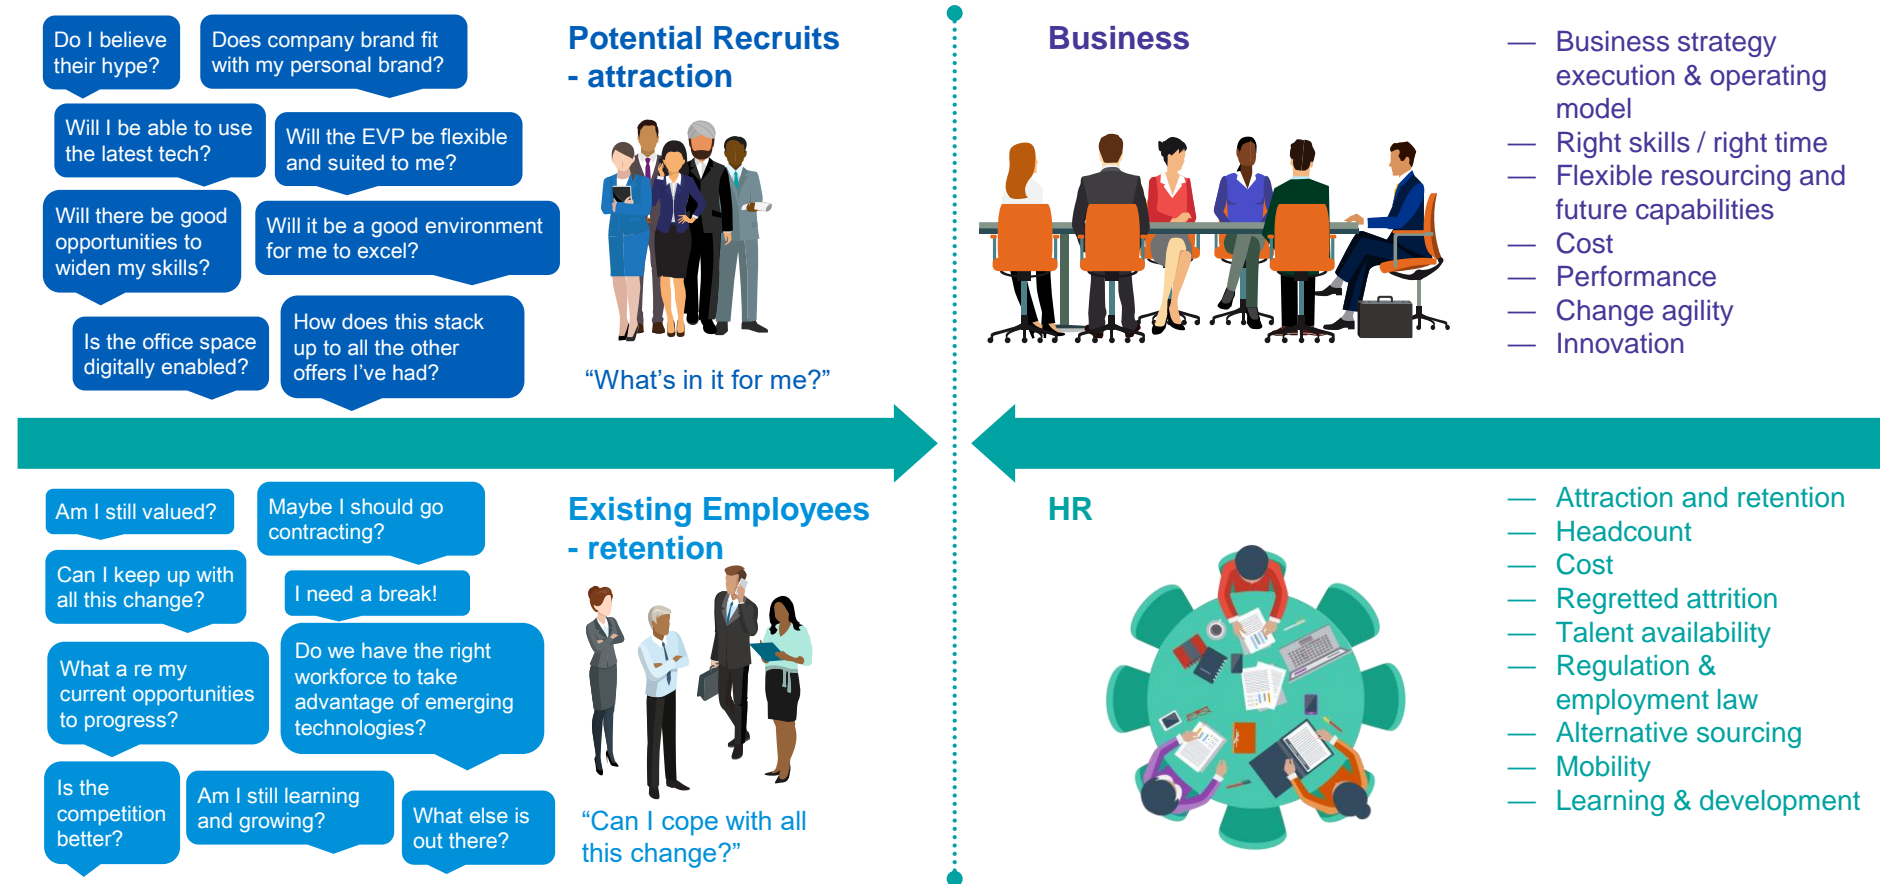 Do I believe
their hype?
Does company brand fit
with my personal brand?
Will I be able to use
the latest tech?
Will the EVP be flexible
and suited to me?
Will there be good
opportunities to
widen my skills?
Will it be a good environment
for me to excel?
Is the office space
digitally enabled?
How does this stack
up to all the other
offers I've had?
Potential Recruits
- attraction
“What's in it for me?”
Business
— Business strategy
execution & operating
model
— Right skills / right time
— Flexible resourcing and
future capabilities
— Cost
— Performance
— Change agility
— Innovation
Am I still valued?
Maybe I should go
contracting?
Can I keep up with
all this change?
I need a break!
What a re my
current opportunities
to progress?
Do we have the right
workforce to take
advantage of emerging
technologies?
Is the
competition
better?
Am I still learning
and growing?
What else is
out there?
Existing Employees
- retention
“Can I cope with all
this change?”
HR
— Attraction and retention
— Headcount
— Cost
— Regretted attrition
— Talent availability
— Regulation &
employment law
— Alternative sourcing
— Mobility
— Learning & development